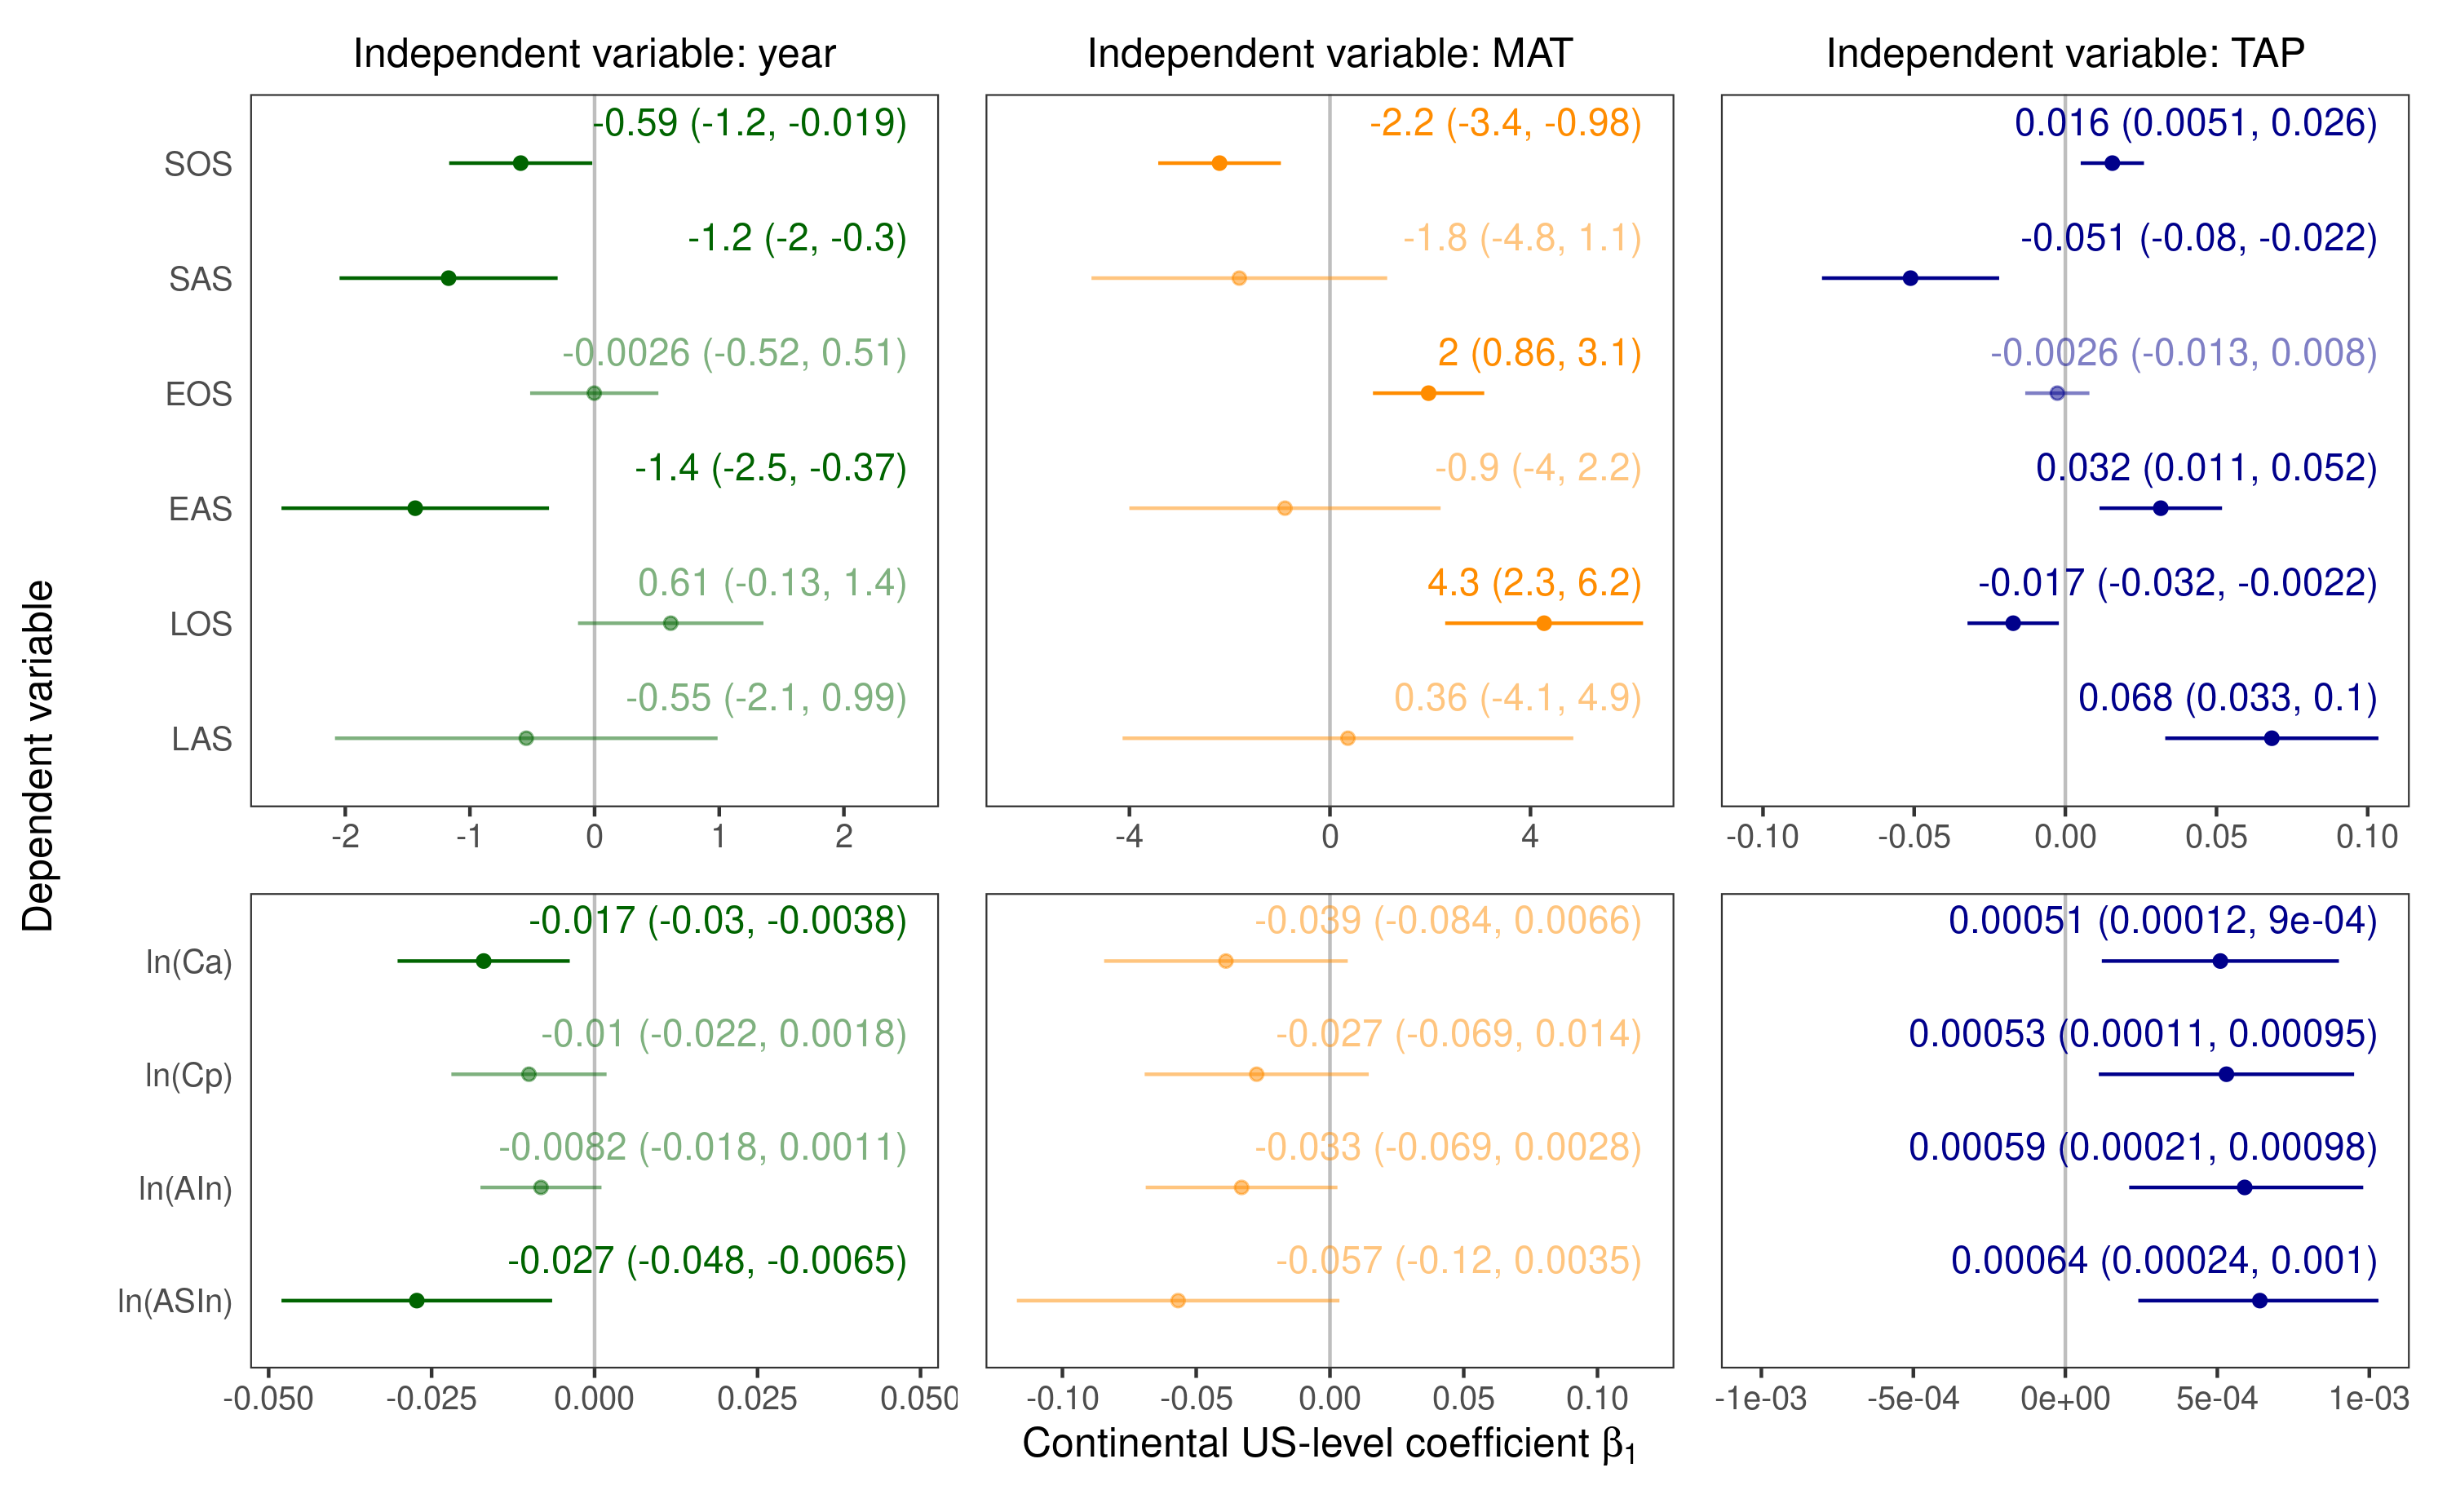 Independent variable: year
Independent variable: MAT
Independent variable: TAP
Dependent variable
SOS
-0.59 (-1.2, -0.019)
-2.2 (-3.4, -0.98)
0.016 (0.0051, 0.026)
SAS
-1.2 (-2, -0.3)
-1.8 (-4.8, 1.1)
-0.051 (-0.08, -0.022)
EOS
-0.0026 (-0.52, 0.51)
2 (0.86, 3.1)
-0.0026 (-0.013, 0.008)
EAS
-1.4 (-2.5, -0.37)
-0.9 (-4, 2.2)
0.032 (0.011, 0.052)
LOS
0.61 (-0.13, 1.4)
4.3 (2.3, 6.2)
-0.017 (-0.032, -0.0022)
LAS
-0.55 (-2.1, 0.99)
0.36 (-4.1, 4.9)
0.068 (0.033, 0.1)
-2 -1 0 1 2
-4 0 4
-0.10 -0.05 0.00 0.05 0.10
ln(Ca)
-0.017 (-0.03, -0.0038)
-0.039 (-0.084, 0.0066)
0.00051 (0.00012, 9e-04)
ln(Cp)
-0.01 (-0.022, 0.0018)
-0.027 (-0.069, 0.014)
0.00053 (0.00011, 0.00095)
ln(AIn)
-0.0082 (-0.018, 0.0011)
-0.033 (-0.069, 0.0028)
0.00059 (0.00021, 0.00098)
ln(ASIn)
-0.027 (-0.048, -0.0065)
-0.057 (-0.12, 0.0035)
0.00064 (0.00024, 0.001)
-0.050 -0.025 0.000 0.025 0.050
-0.10 -0.05 0.00 0.05 0.10
-1e-03 -5e-04 0e+00 5e-04 1e-03
Continental US-level coefficient β₁